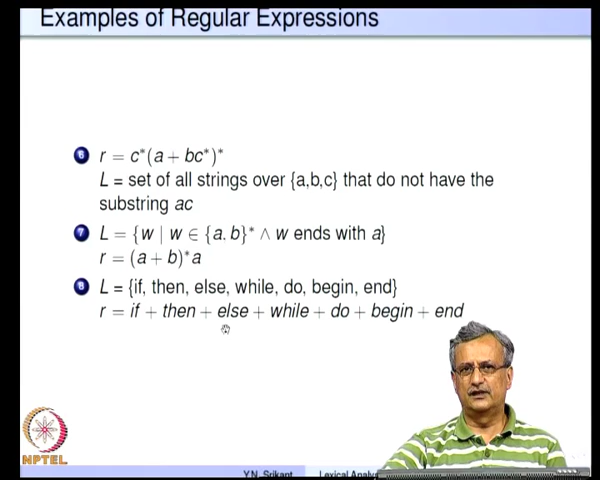 Examples of Regular Expressions
6 r = c*(a + bc*)*
L = set of all strings over {a,b,c} that do not have the
substring ac
7 L = {w | w ∈ {a, b}* ∧ w ends with a}
r = (a + b)*a
8 L = {if, then, else, while, do, begin, end}
r = if + then + else + while + do + begin + end
NPTEL
Y.N. Srikant Lexical